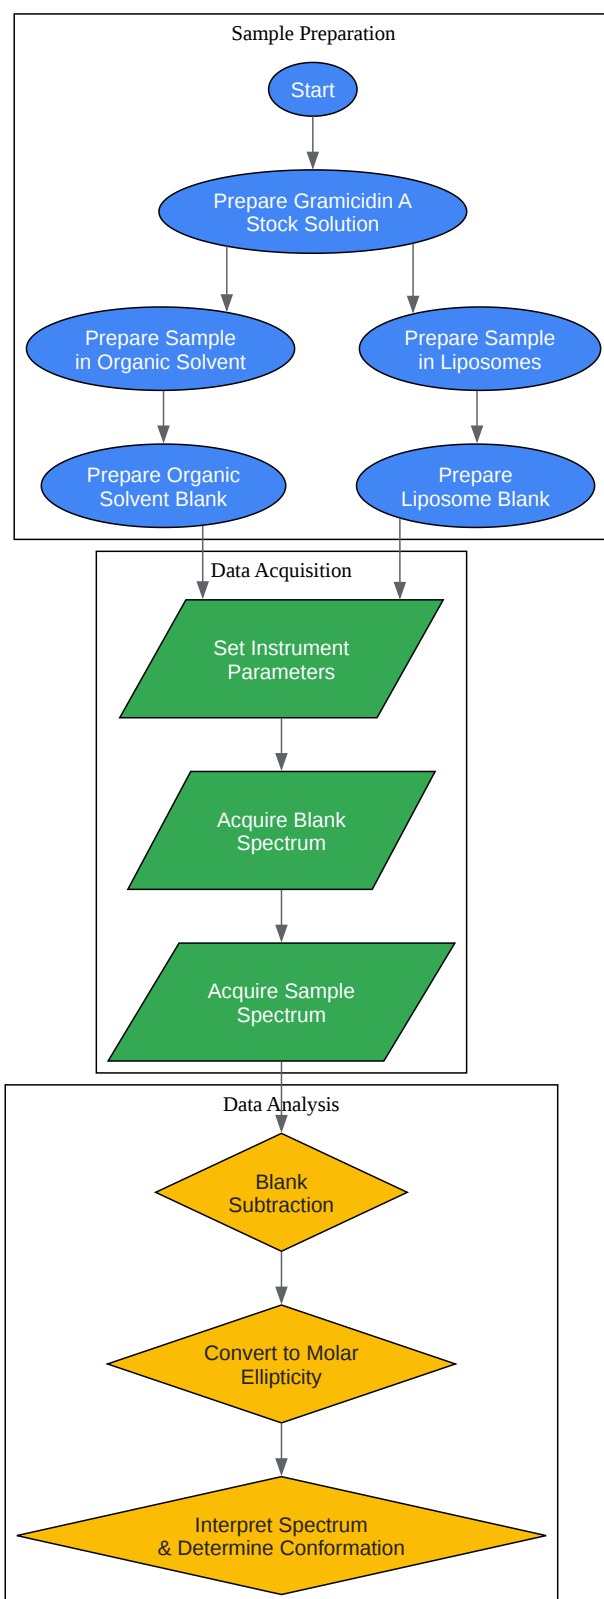 Sample Preparation
Start
Prepare Gramicidin A
Stock Solution
Prepare Sample
in Organic Solvent
Prepare Sample
in Liposomes
Prepare Organic
Solvent Blank
Prepare
Liposome Blank
Data Acquisition
Set Instrument
Parameters
Acquire Blank
Spectrum
Acquire Sample
Spectrum
Data Analysis
Blank
Subtraction
Convert to Molar
Ellipticity
Interpret Spectrum
& Determine Conformation